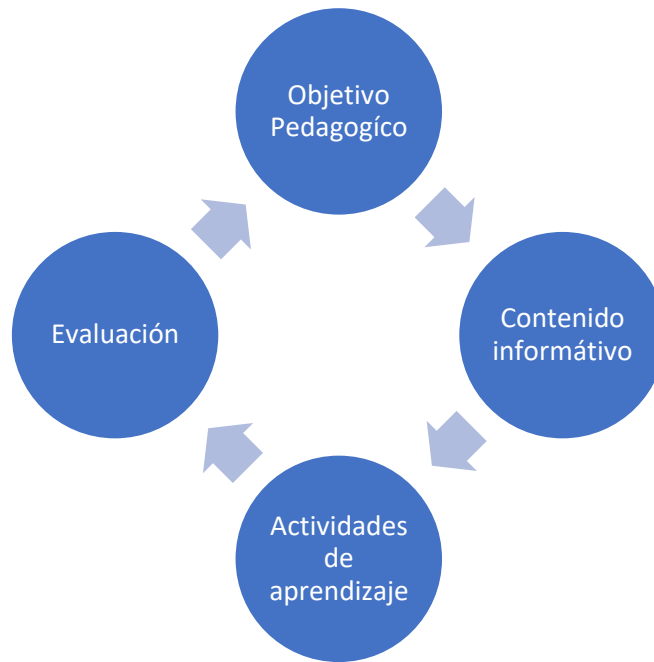 Objetivo
Pedagogíco
Contenido
informátivo
Actividades
de
aprendizaje
Evaluación